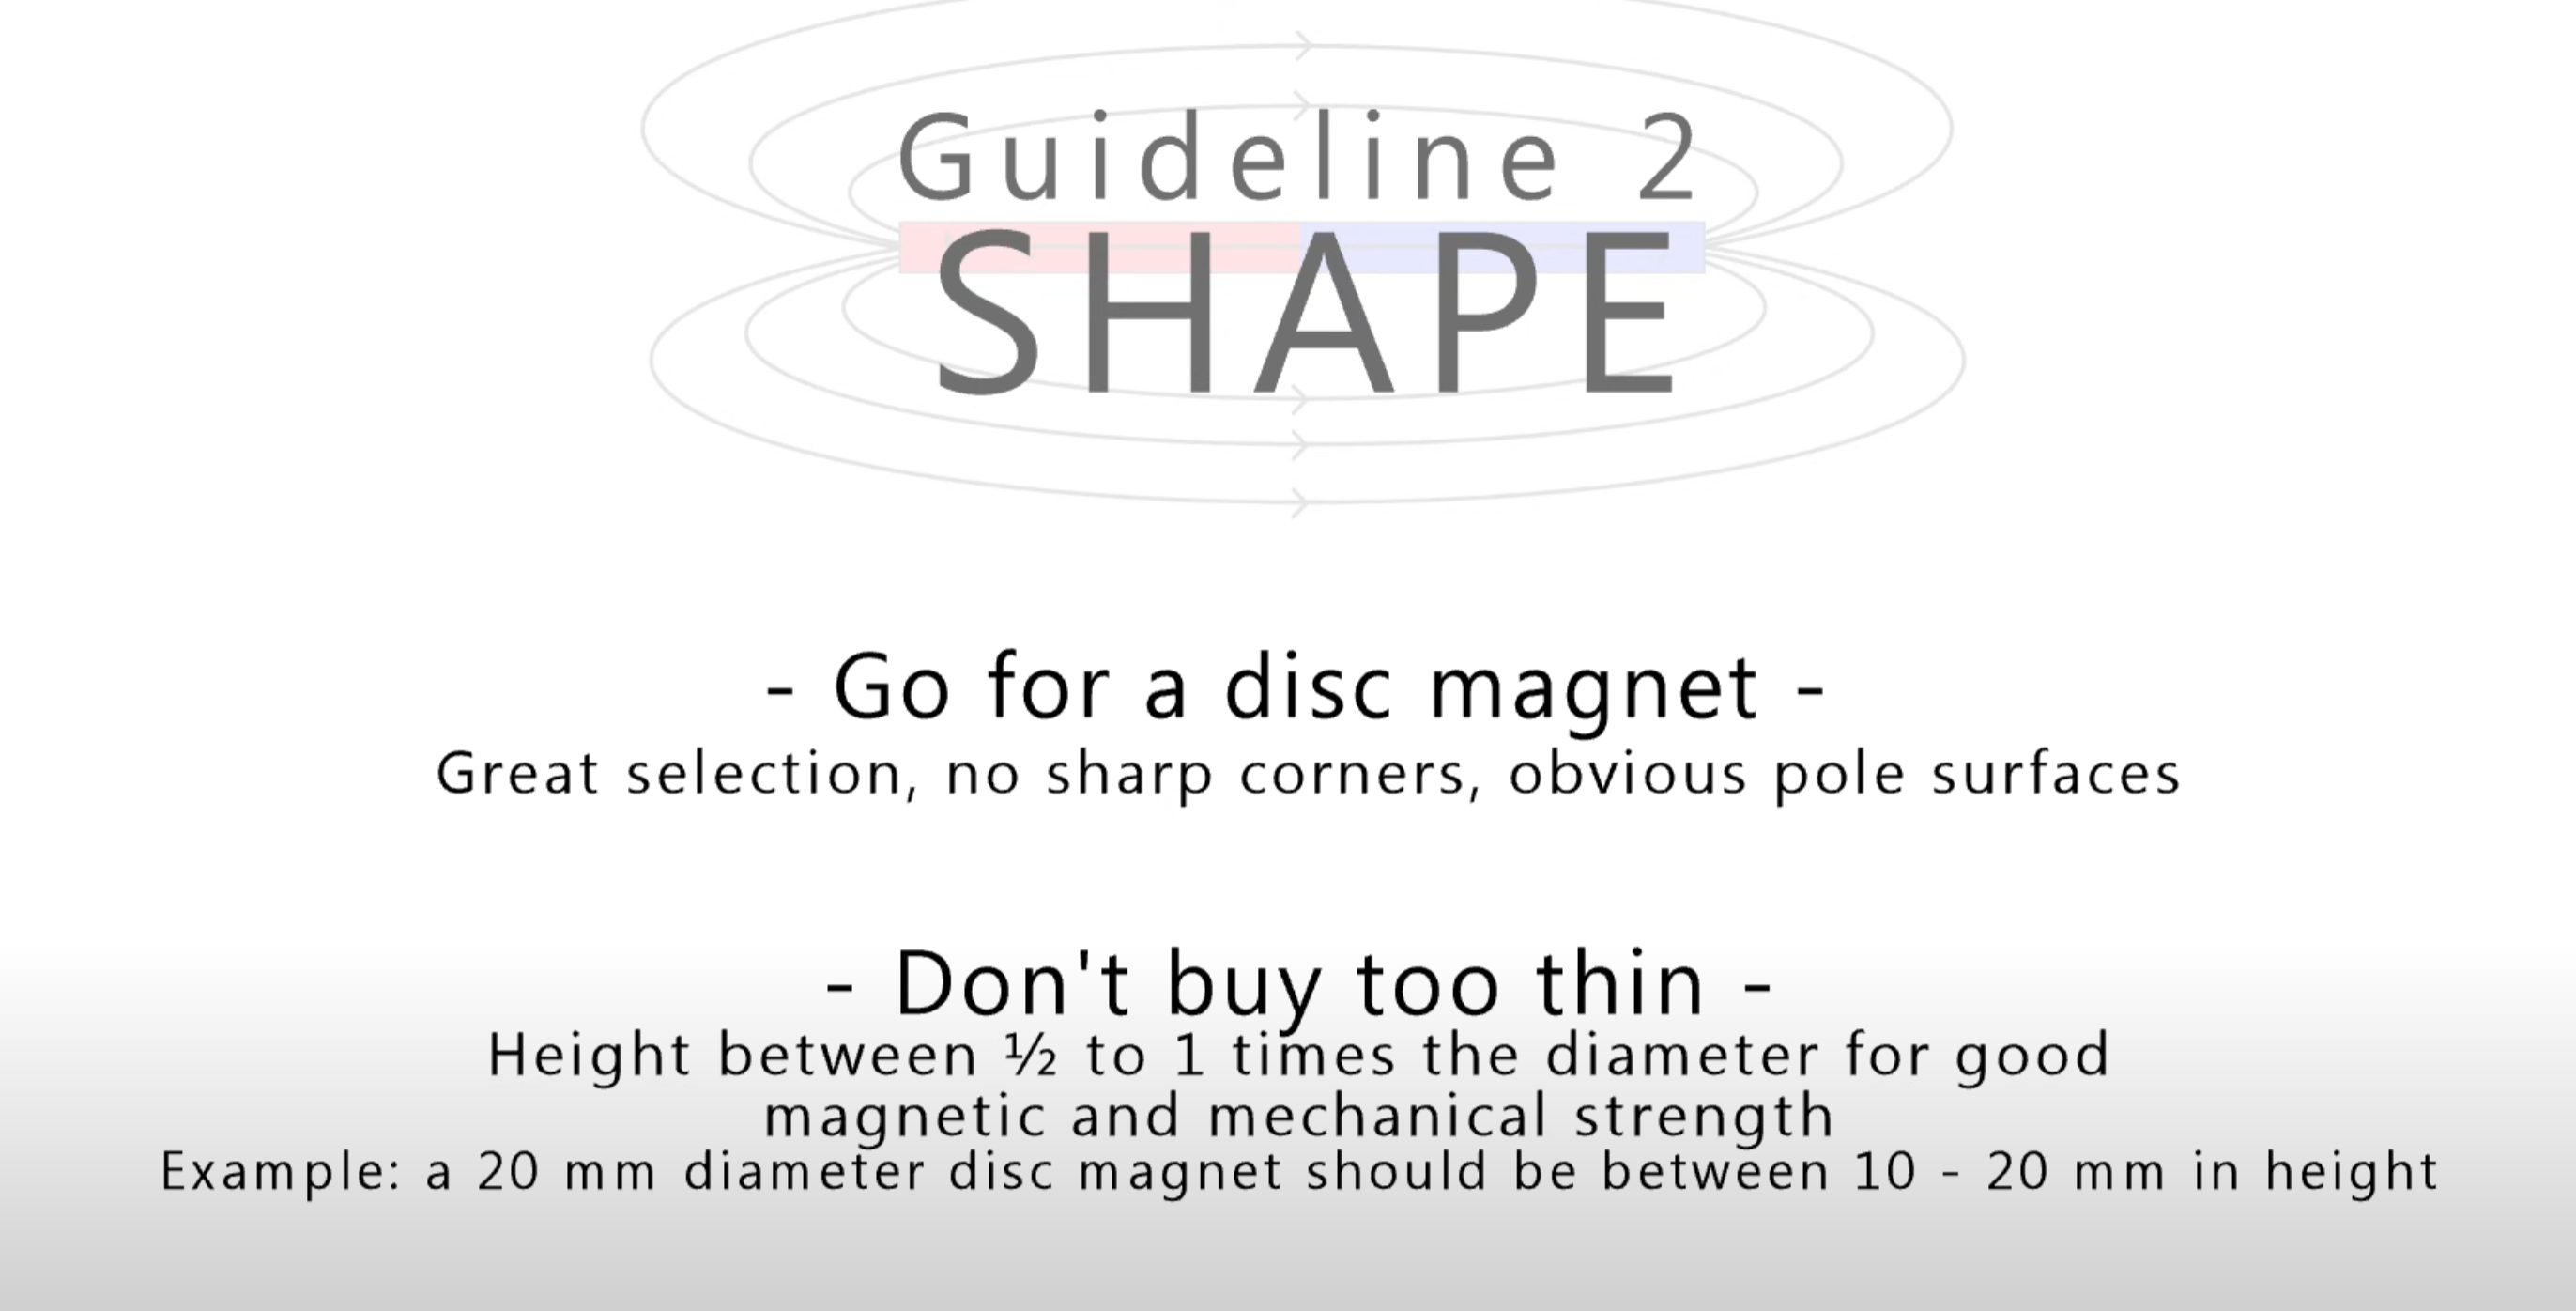 Guideline 2
SHAPE
- Go for a disc magnet -
Great selection, no sharp corners, obvious pole surfaces
- Don't buy too thin -
Height between ½ to 1 times the diameter for good
magnetic and mechanical strength
Example: a 20 mm diameter disc magnet should be between 10 - 20 mm in height